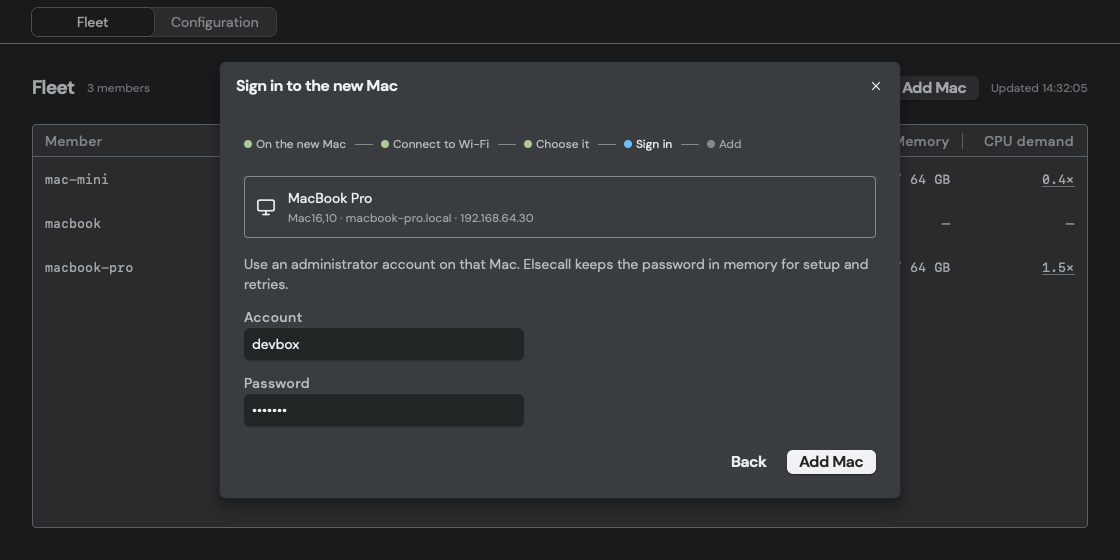 Fleet Configuration
Fleet 3 members Add Mac Updated 14:32:05
Member Memory CPU demand
mac-mini 64 GB 0.4×
macbook — —
macbook-pro 64 GB 1.5×
Sign in to the new Mac ×
On the new Mac — Connect to Wi-Fi — Choose it — Sign in — Add
MacBook Pro
Mac16,10 · macbook-pro.local · 192.168.64.30
Use an administrator account on that Mac. Elsecall keeps the password in memory for setup and
retries.
Account
devbox
Password
•••••••
Back Add Mac